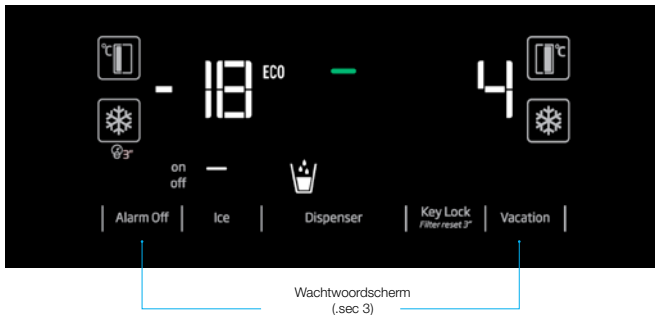 °C °C
- 18 ECO 4
3"
on
off
Alarm Off Ice Dispenser Key Lock Vacation
Filter reset 3"
Wachtwoordscherm
(.sec 3)